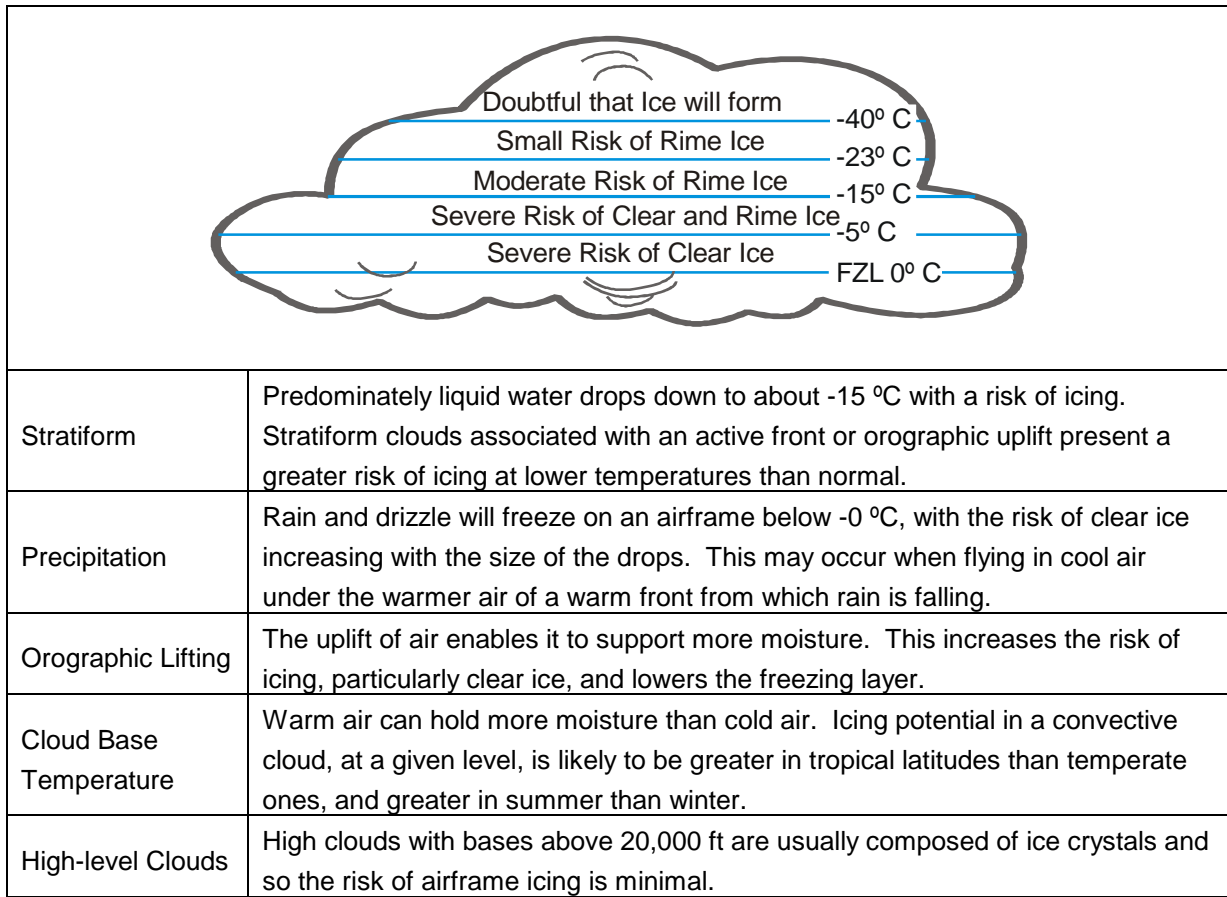 Doubtful that Ice will form
-40º C
Small Risk of Rime Ice
-23º C
Moderate Risk of Rime Ice
-15º C
Severe Risk of Clear and Rime Ice
-5º C
Severe Risk of Clear Ice
FZL 0º C
Stratiform
Predominately liquid water drops down to about -15 ºC with a risk of icing.
Stratiform clouds associated with an active front or orographic uplift present a
greater risk of icing at lower temperatures than normal.
Precipitation
Rain and drizzle will freeze on an airframe below -0 ºC, with the risk of clear ice
increasing with the size of the drops. This may occur when flying in cool air
under the warmer air of a warm front from which rain is falling.
Orographic Lifting
The uplift of air enables it to support more moisture. This increases the risk of
icing, particularly clear ice, and lowers the freezing layer.
Cloud Base
Temperature
Warm air can hold more moisture than cold air. Icing potential in a convective
cloud, at a given level, is likely to be greater in tropical latitudes than temperate
ones, and greater in summer than winter.
High-level Clouds
High clouds with bases above 20,000 ft are usually composed of ice crystals and
so the risk of airframe icing is minimal.